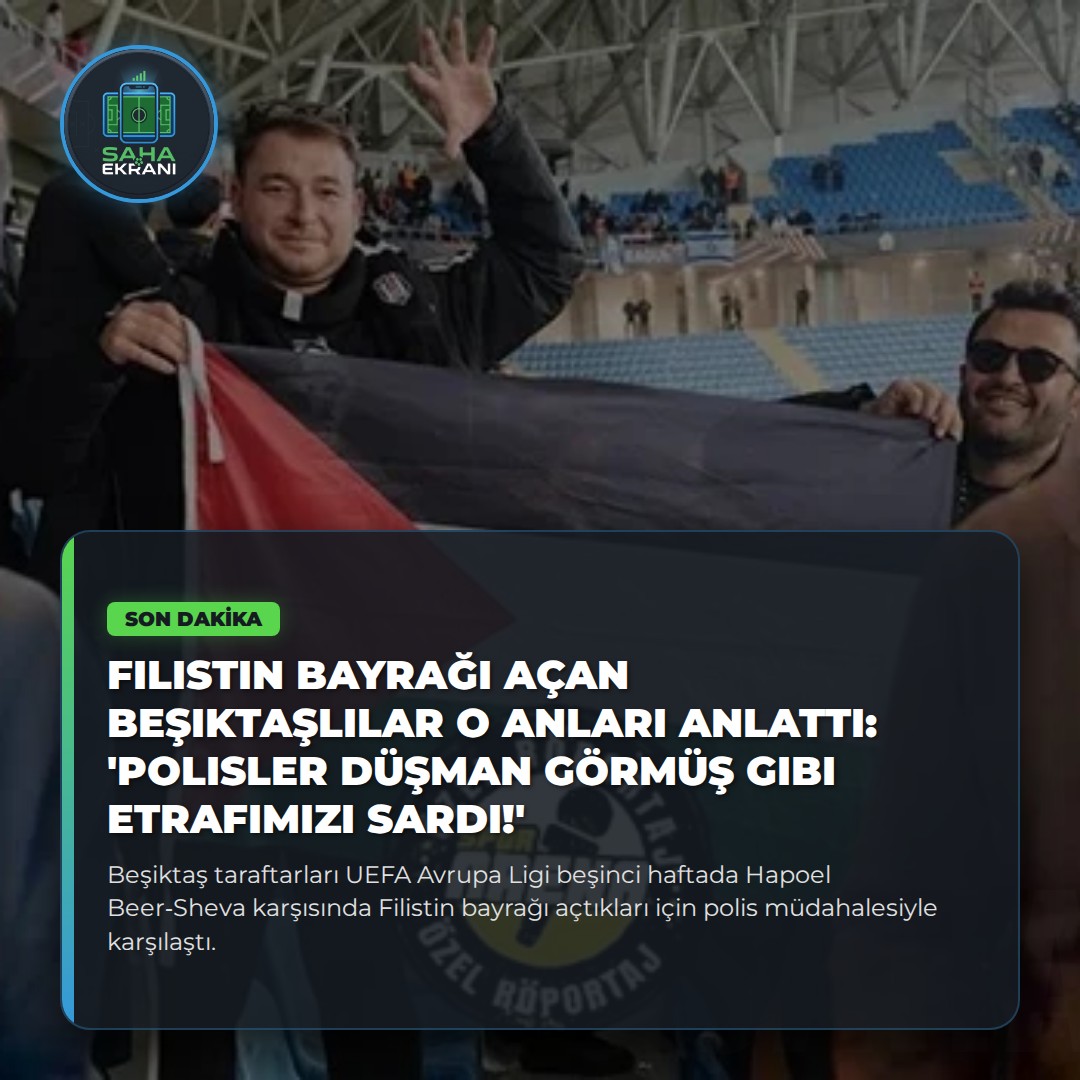 SAHA
EKRANI
SON DAKİKA
FILISTIN BAYRAĞI AÇAN
BEŞIKTAŞLILAR O ANLARI ANLATTI:
'POLISLER DÜŞMAN GÖRMÜŞ GIBI
ETRAFIMIZI SARDI!'
Beşiktaş taraftarları UEFA Avrupa Ligi beşinci haftada Hapoel
Beer-Sheva karşısında Filistin bayrağı açtıkları için polis müdahalesiyle
karşılaştı.
ÖZEL RÖPORTAJ